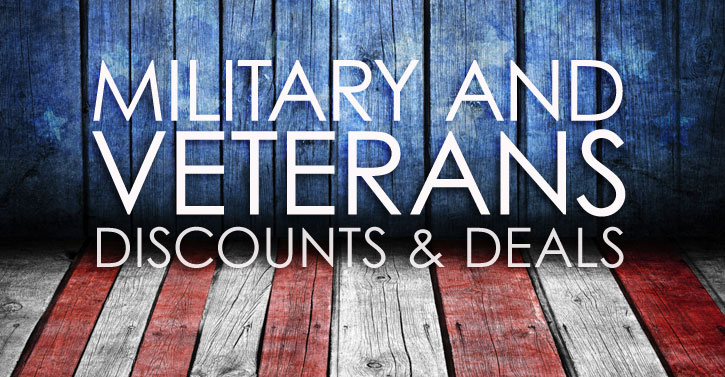 MILITARY AND
VETERANS
DISCOUNTS & DEALS